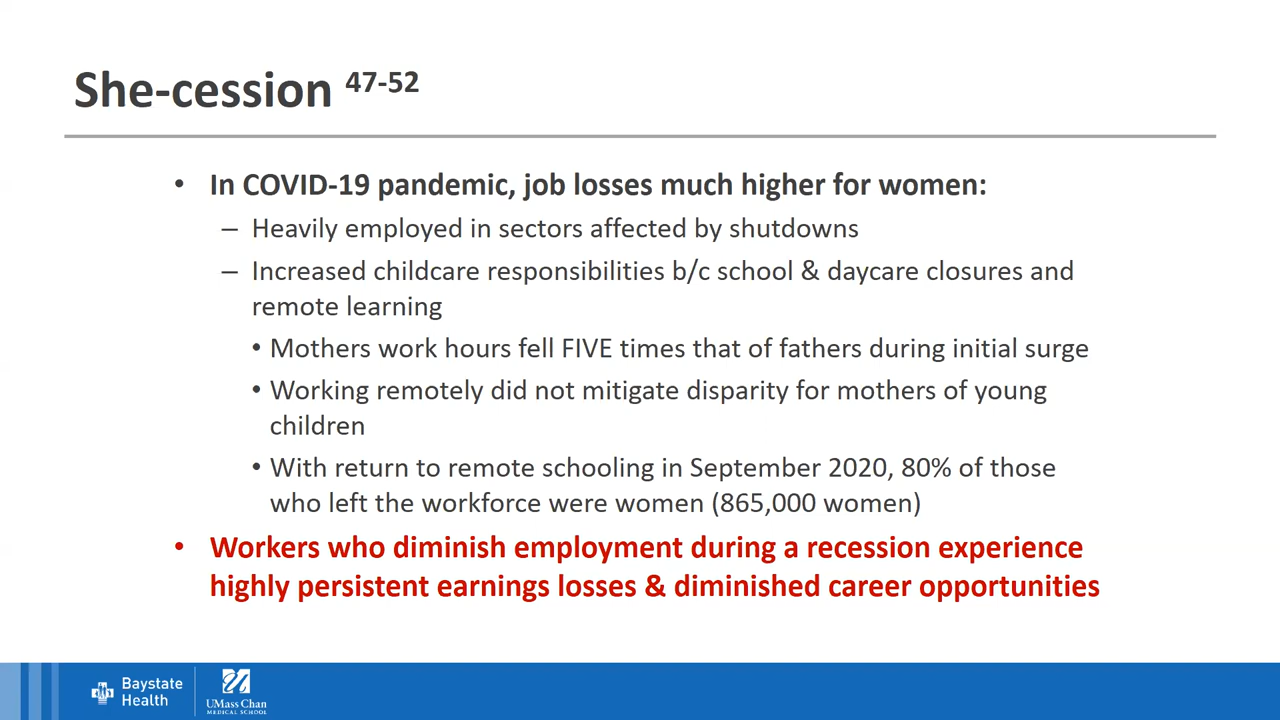 She-cession 47-52
• In COVID-19 pandemic, job losses much higher for women:
– Heavily employed in sectors affected by shutdowns
– Increased childcare responsibilities b/c school & daycare closures and
remote learning
• Mothers work hours fell FIVE times that of fathers during initial surge
• Working remotely did not mitigate disparity for mothers of young
children
• With return to remote schooling in September 2020, 80% of those
who left the workforce were women (865,000 women)
• Workers who diminish employment during a recession experience
highly persistent earnings losses & diminished career opportunities
Baystate
Health
UMass Chan
MEDICAL SCHOOL